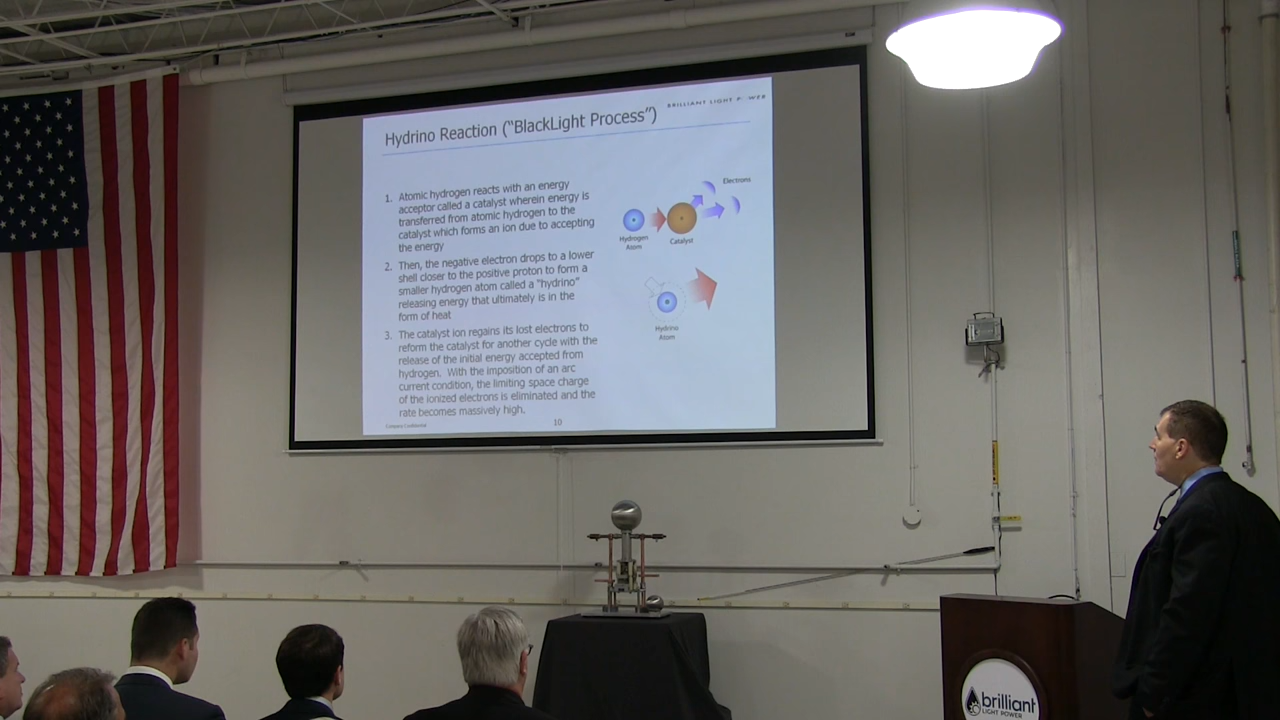 BRILLIANT LIGHT POWER
Hydrino Reaction ("BlackLight Process")
1. Atomic hydrogen reacts with an energy
acceptor called a catalyst wherein energy is
transferred from atomic hydrogen to the
catalyst which forms an ion due to accepting
the energy
2. Then, the negative electron drops to a lower
shell closer to the positive proton to form a
smaller hydrogen atom called a "hydrino"
releasing energy that ultimately is in the
form of heat
3. The catalyst ion regains its lost electrons to
reform the catalyst for another cycle with the
release of the initial energy accepted from
hydrogen. With the imposition of an arc
current condition, the limiting space charge
of the ionized electrons is eliminated and the
rate becomes massively high.
Electrons
Hydrogen
Atom
Catalyst
Hydrino
Atom
Company Confidential
10
brilliant
LIGHT POWER